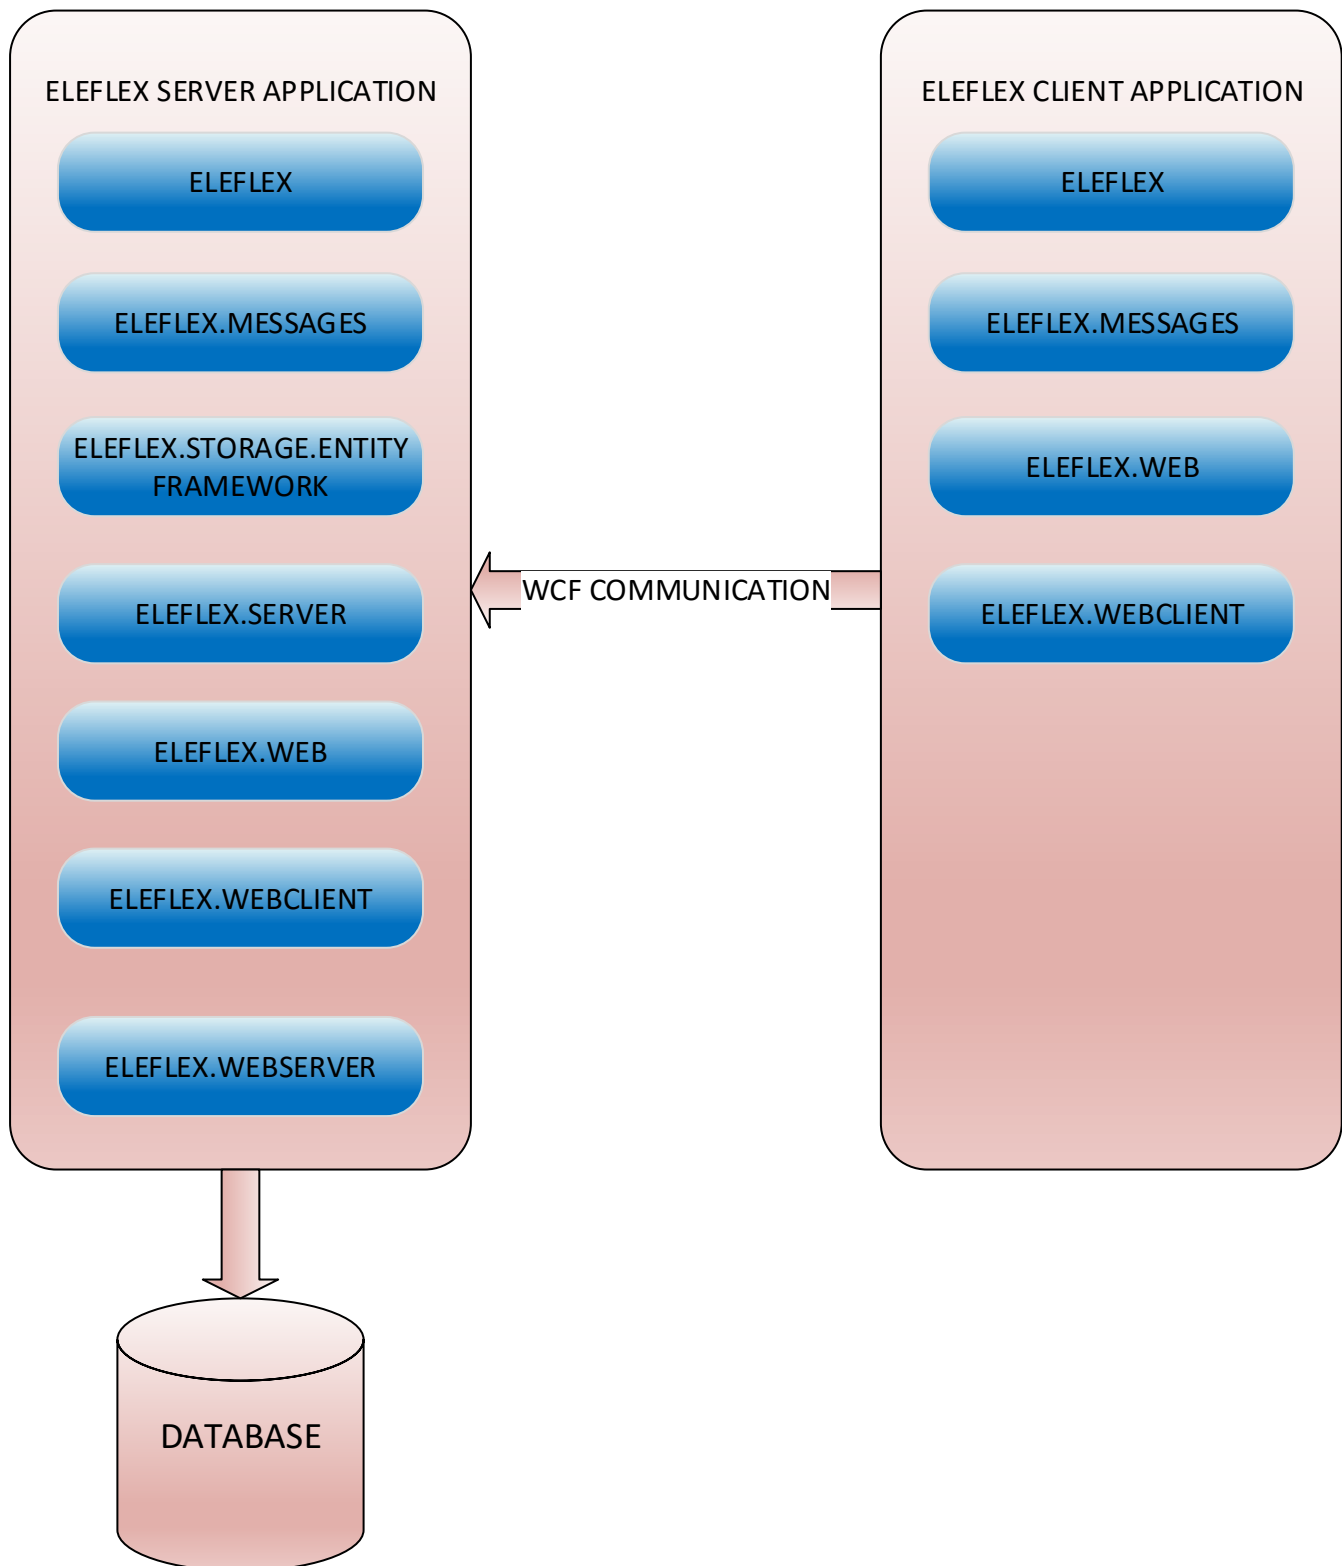 ELEFLEX SERVER APPLICATION
ELEFLEX
ELEFLEX.MESSAGES
ELEFLEX.STORAGE.ENTITY
FRAMEWORK
ELEFLEX.SERVER
ELEFLEX.WEB
ELEFLEX.WEBCLIENT
ELEFLEX.WEBSERVER
WCF COMMUNICATION
ELEFLEX CLIENT APPLICATION
ELEFLEX
ELEFLEX.MESSAGES
ELEFLEX.WEB
ELEFLEX.WEBCLIENT
DATABASE